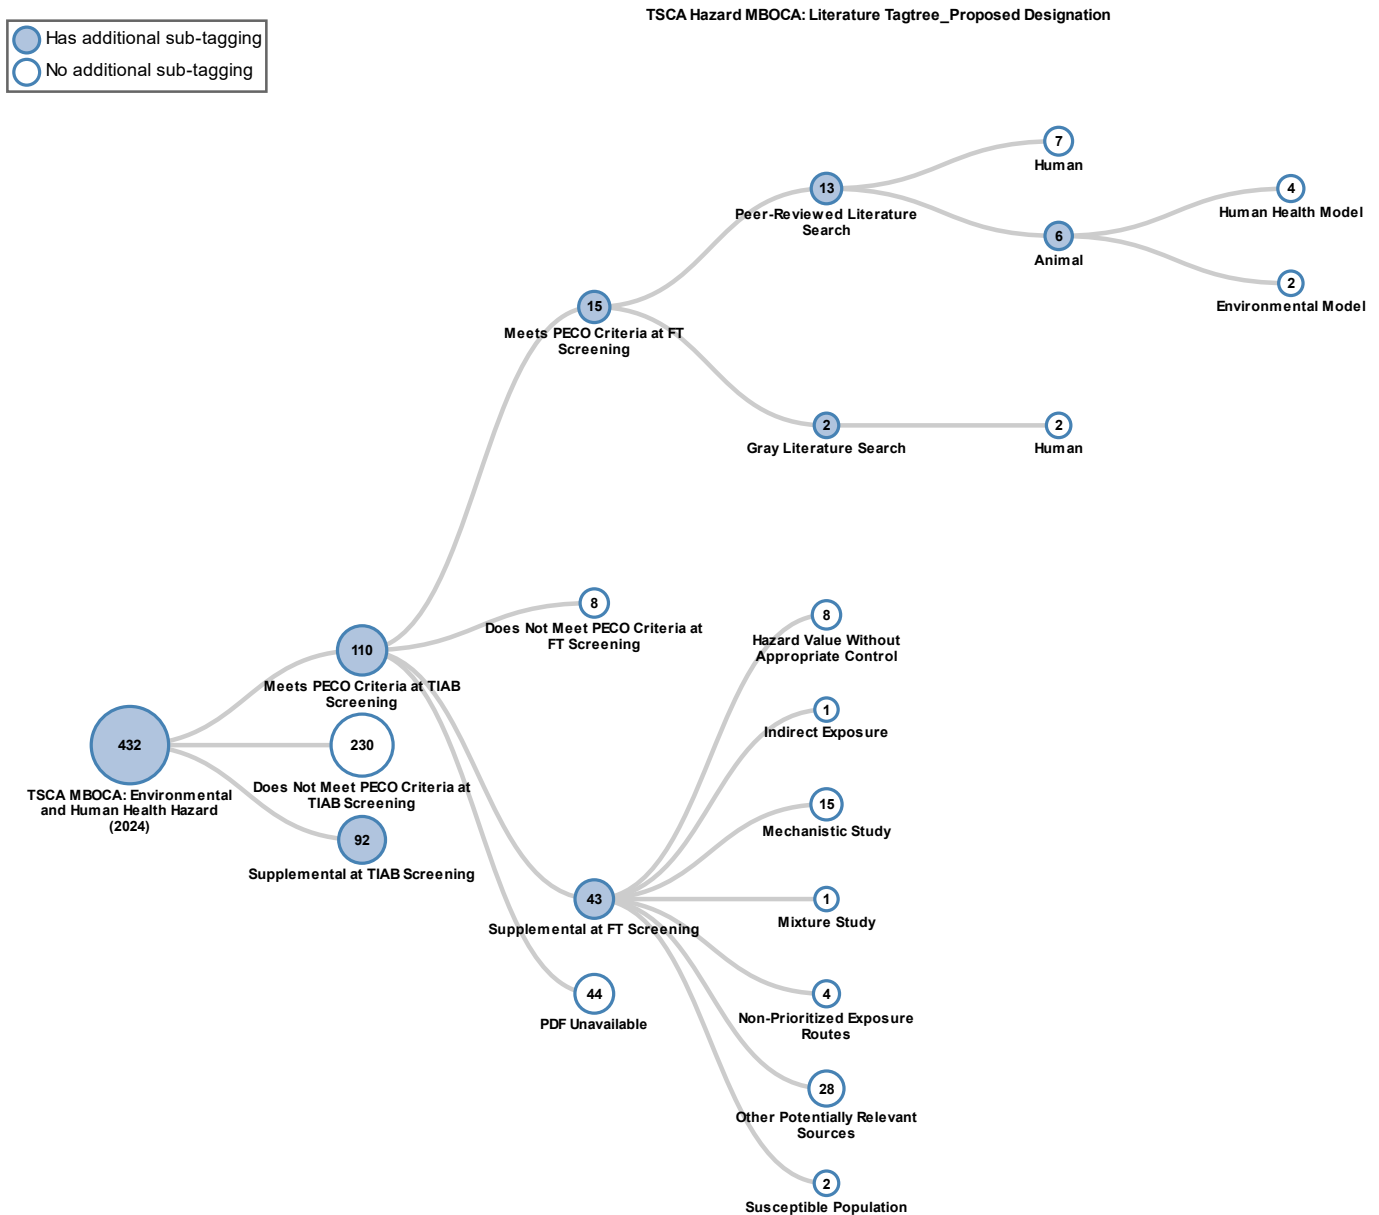 TSCA Hazard MBOCA: Literature Tagtree_Proposed Designation
Has additional sub-tagging
No additional sub-tagging
7
Human
13
Peer-Reviewed Literature
Search
4
Human Health Model
6
Animal
2
Environmental Model
15
Meets PECO Criteria at FT
Screening
2
Gray Literature Search
2
Human
8
Does Not Meet PECO Criteria at
FT Screening
8
Hazard Value Without
Appropriate Control
110
Meets PECO Criteria at TIAB
Screening
1
Indirect Exposure
432
TSCA MBOCA: Environmental
and Human Health Hazard
(2024)
230
Does Not Meet PECO Criteria at
TIAB Screening
15
Mechanistic Study
92
Supplemental at TIAB Screening
43
Supplemental at FT Screening
1
Mixture Study
44
PDF Unavailable
4
Non-Prioritized Exposure
Routes
28
Other Potentially Relevant
Sources
2
Susceptible Population